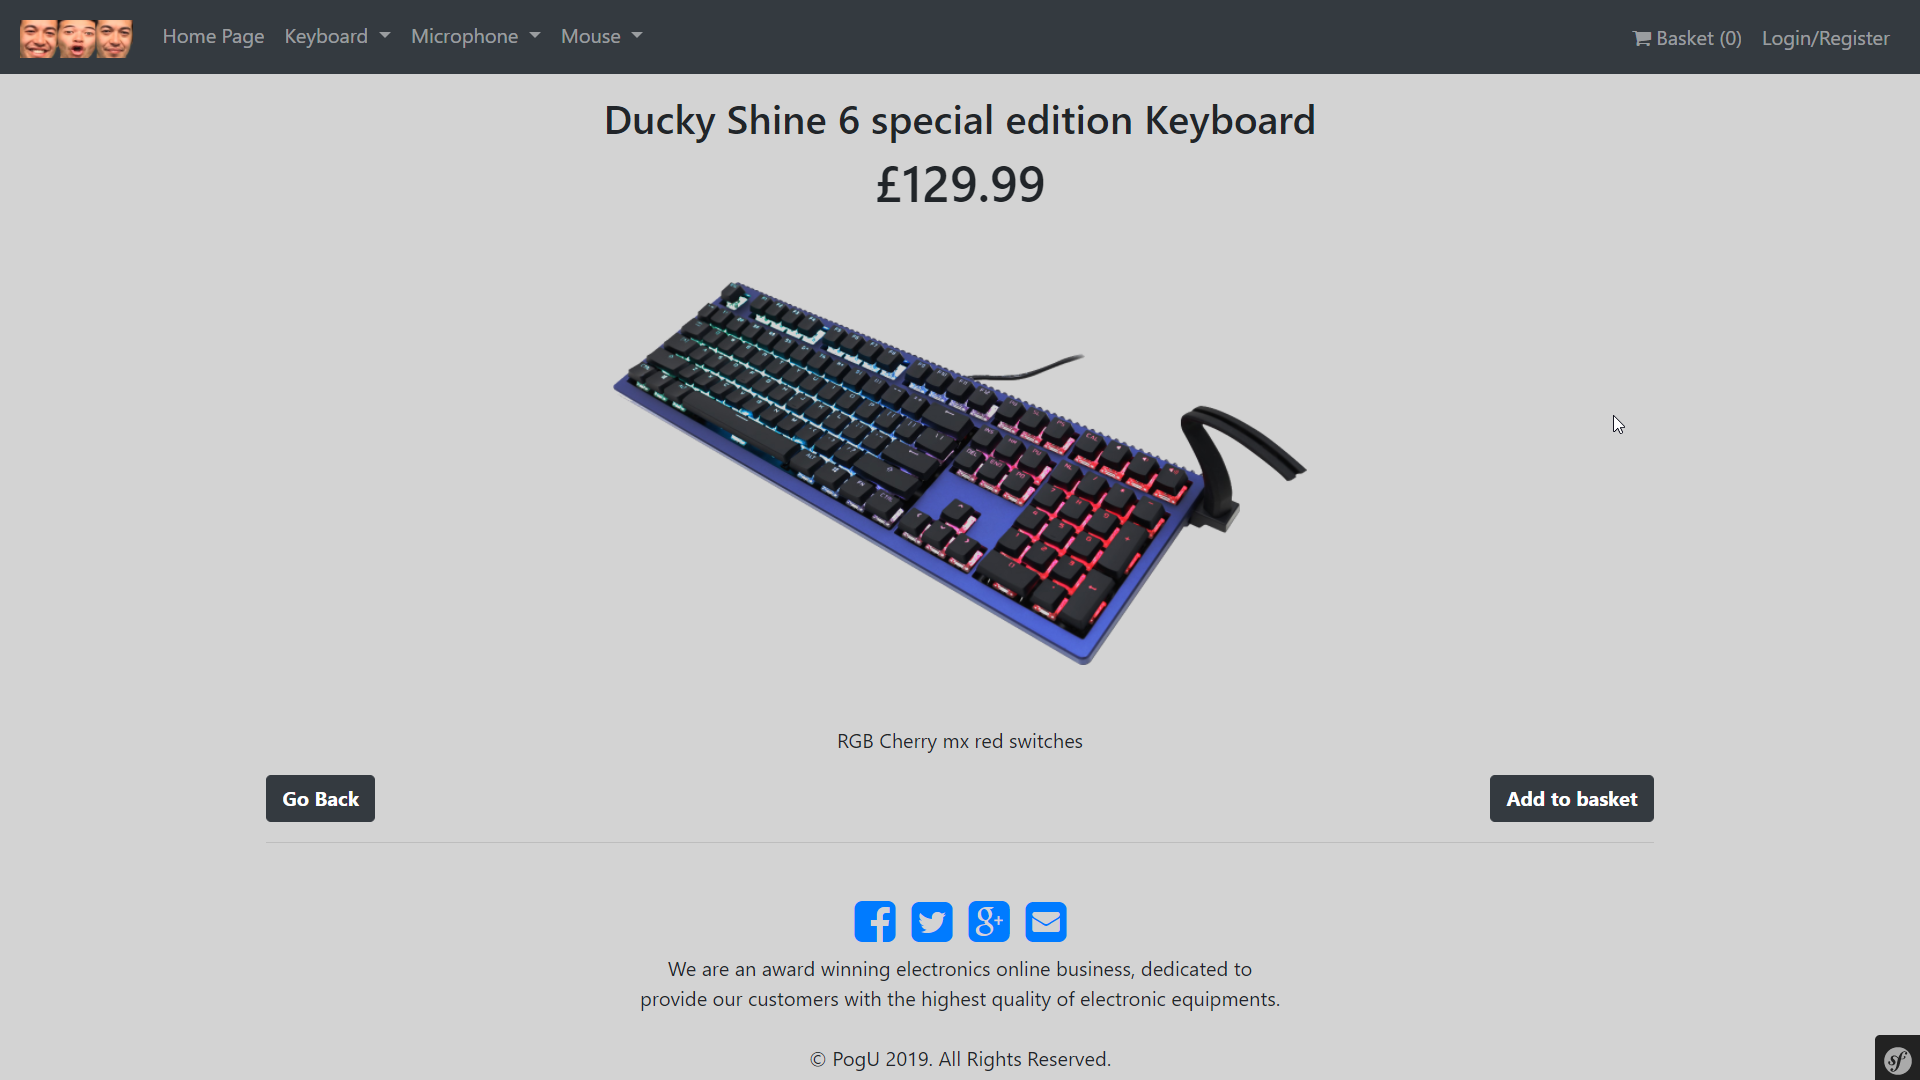 Home Page Keyboard Microphone Mouse Basket (0) Login/Register
Ducky Shine 6 special edition Keyboard
£129.99
RGB Cherry mx red switches
Go Back Add to basket
We are an award winning electronics online business, dedicated to
provide our customers with the highest quality of electronic equipments.
© PogU 2019. All Rights Reserved.